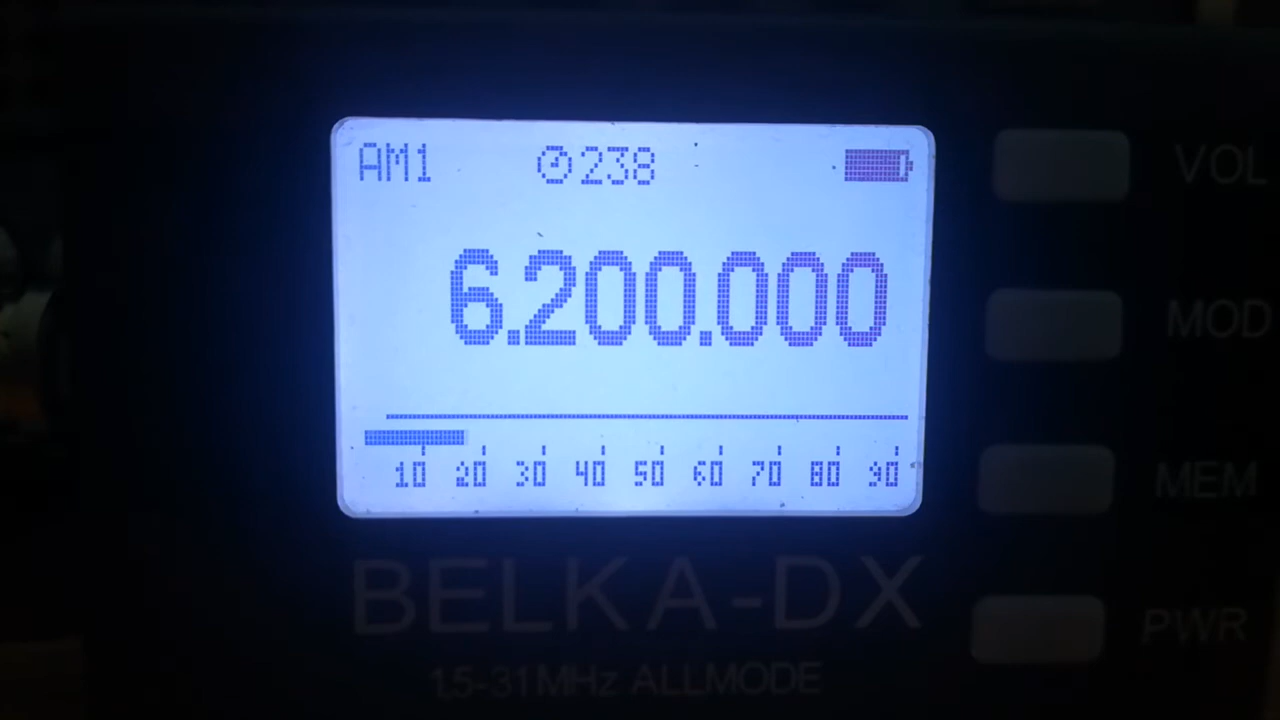 AM1 238
VOL
6.200.000
MOD
10 20 30 40 50 60 70 80 90
MEM
BELKA-DX
PWR
1.5-31MHz ALLMODE